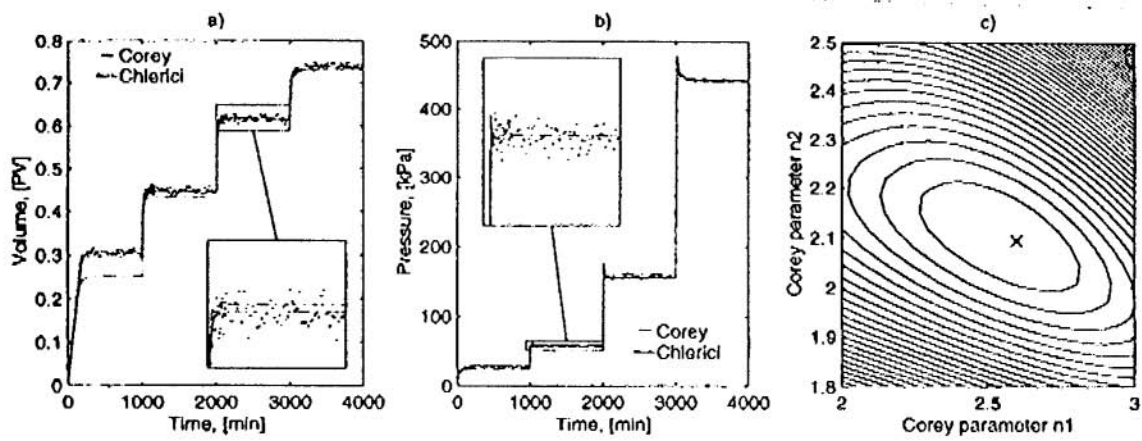 a)
0.8
0.7
0.6
0.5
0.4
0.3
0.2
0.1
0
Volume, [PV]
Corey
Chierici
0 1000 2000 3000 4000
Time, [min]
b)
500
400
300
200
150
100
50
0
Pressure, [kPa]
Corey
Chierici
0 1000 2000 3000 4000
Time, [min]
c)
2.5
2.4
2.3
2.2
2.1
2
1.9
1.8
Corey parameter n2
2 2.5 3
Corey parameter n1